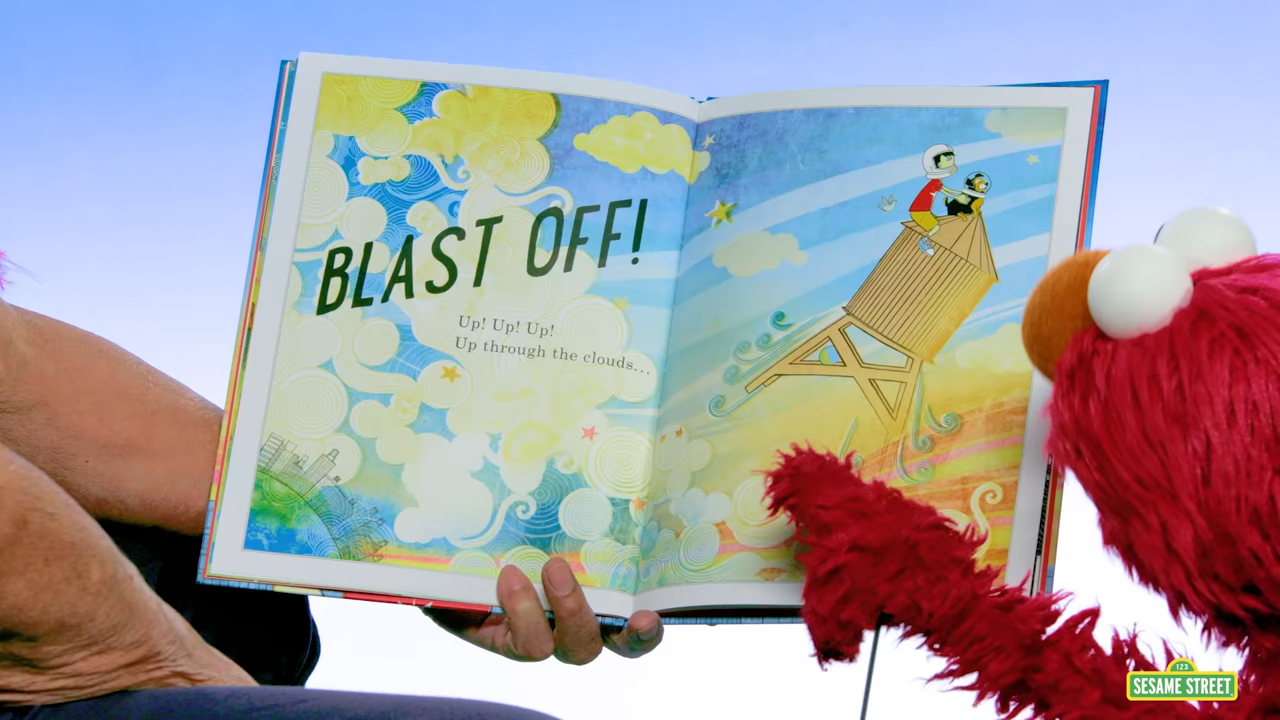 BLAST OFF!
Up! Up! Up!
Up through the clouds...
123
SESAME STREET